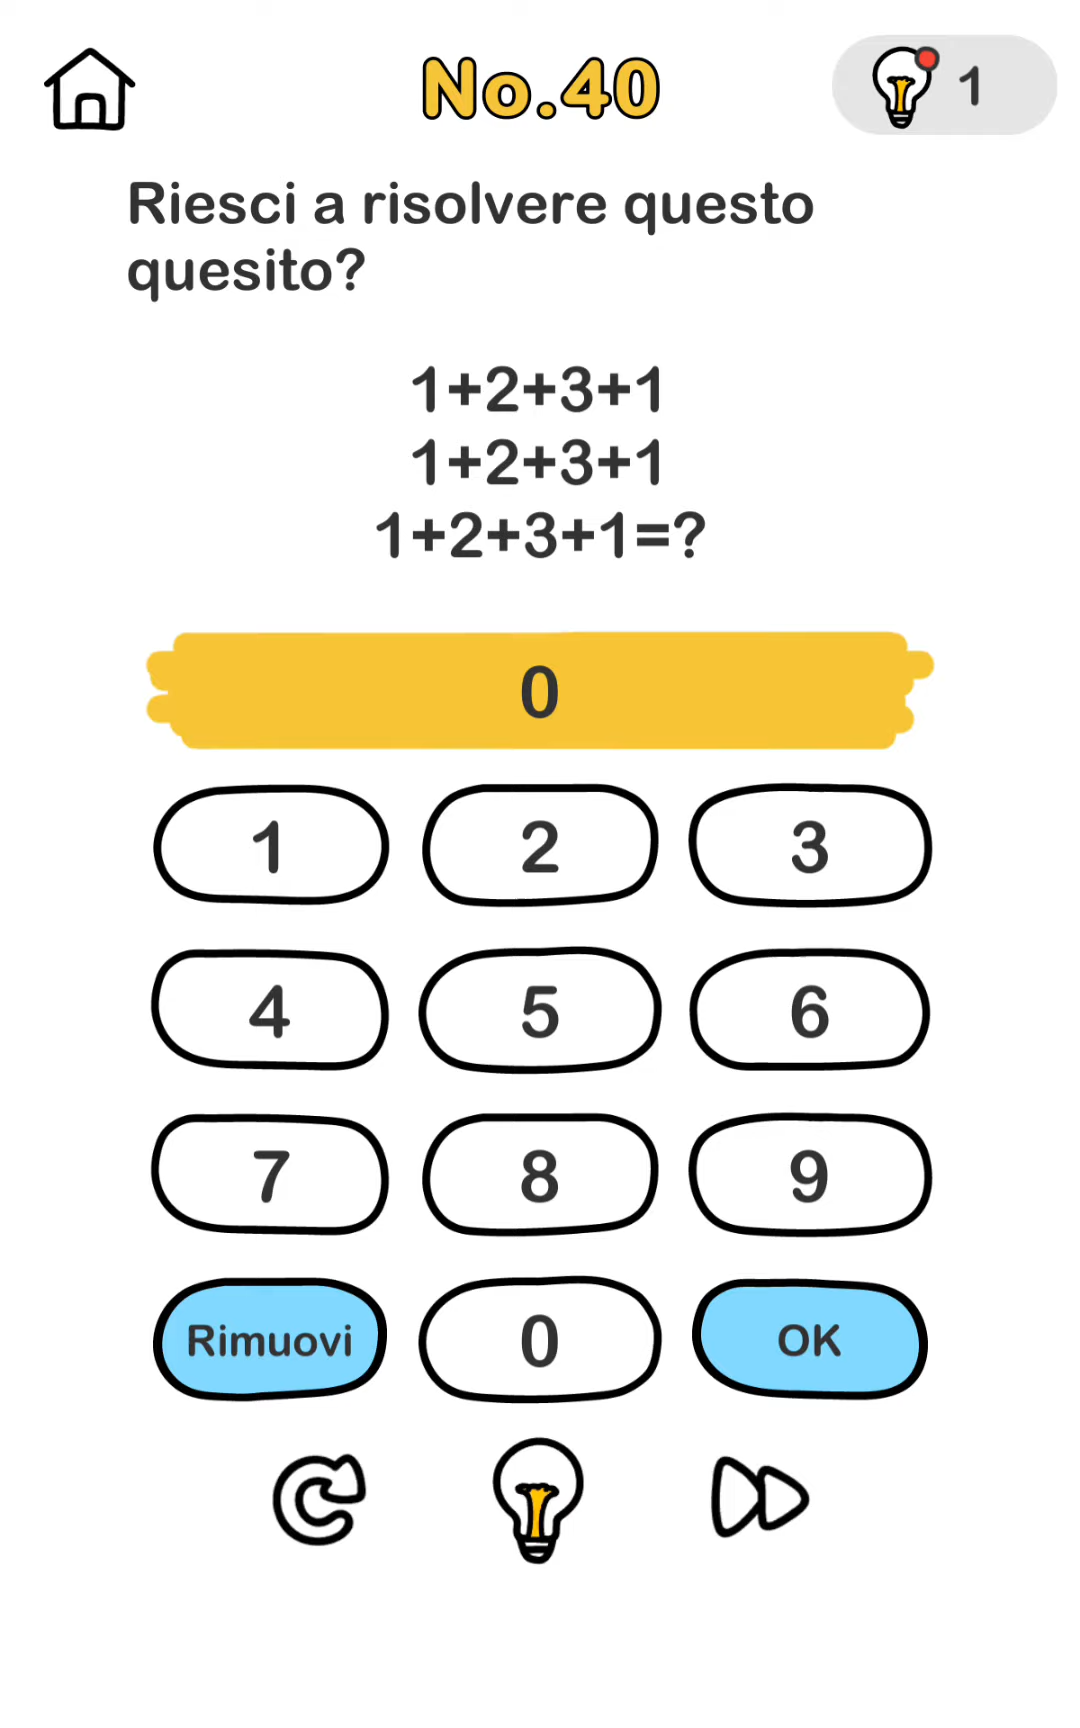 No.40
1
Riesci a risolvere questo
quesito?
1+2+3+1
1+2+3+1
1+2+3+1=?
0
1 2 3
4 5 6
7 8 9
Rimuovi 0 OK